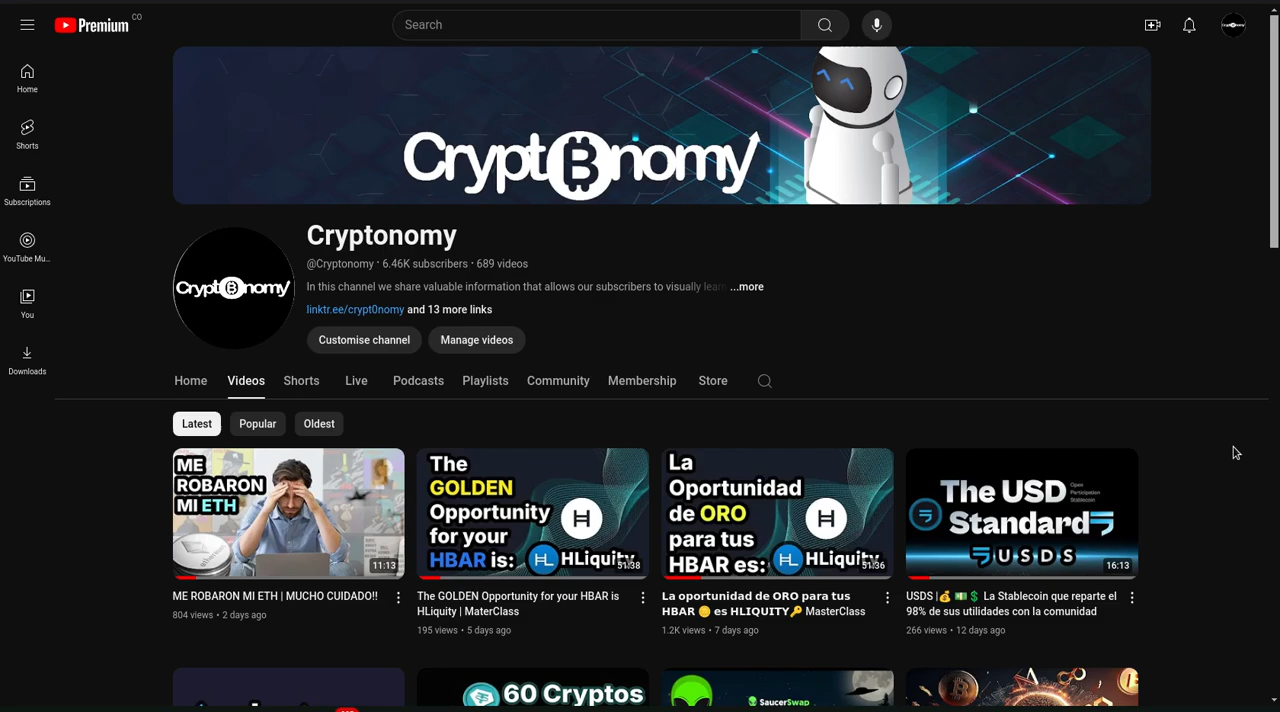 Premium CO
Search
Home
Shorts
Subscriptions
YouTube Mu...
You
Downloads
Cryptonomy
Cryptonomy
Cryptonomy
@Cryptonomy · 6.46K subscribers · 689 videos
In this channel we share valuable information that allows our subscribers to visually lear ...more
linktr.ee/crypt0nomy and 13 more links
Customise channel
Manage videos
Home
Videos
Shorts
Live
Podcasts
Playlists
Community
Membership
Store
Latest
Popular
Oldest
ME
ROBARON
MI ETH
11:13
ME ROBARON MI ETH | MUCHO CUIDADO!!
804 views · 2 days ago
The
GOLDEN
Opportunity
for your
HBAR is:
HL HLiquity
51:38
The GOLDEN Opportunity for your HBAR is
HLiquity | MaterClass
195 views · 5 days ago
La
Oportunidad
de ORO
para tus
HBAR es:
HL HLiquity
51:36
La oportunidad de ORO para tus
HBAR 🪙 es HLIQUITY🔑 MasterClass
1.2K views · 7 days ago
The USD
Open
Participation
Stablecoin
Standard
USDS
16:13
USDS |💰 💵💲 La Stablecoin que reparte el
98% de sus utilidades con la comunidad
266 views · 12 days ago
60 Cryptos
SaucerSwap